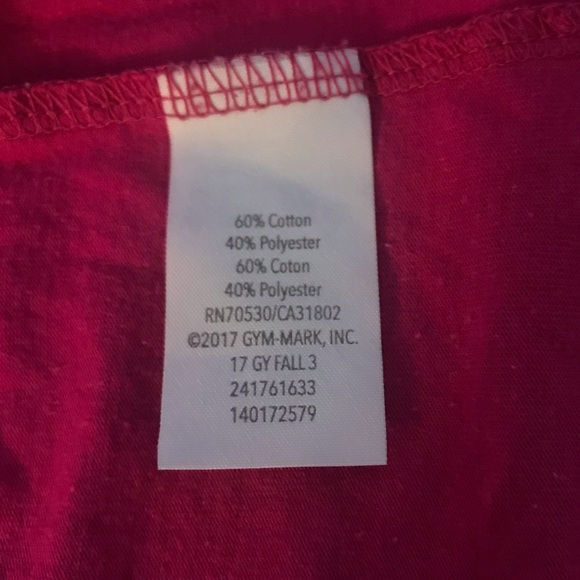 60% Cotton
40% Polyester
60% Coton
40% Polyester
RN70530/CA31802
©2017 GYM-MARK, INC.
17 GY FALL 3
241761633
140172579